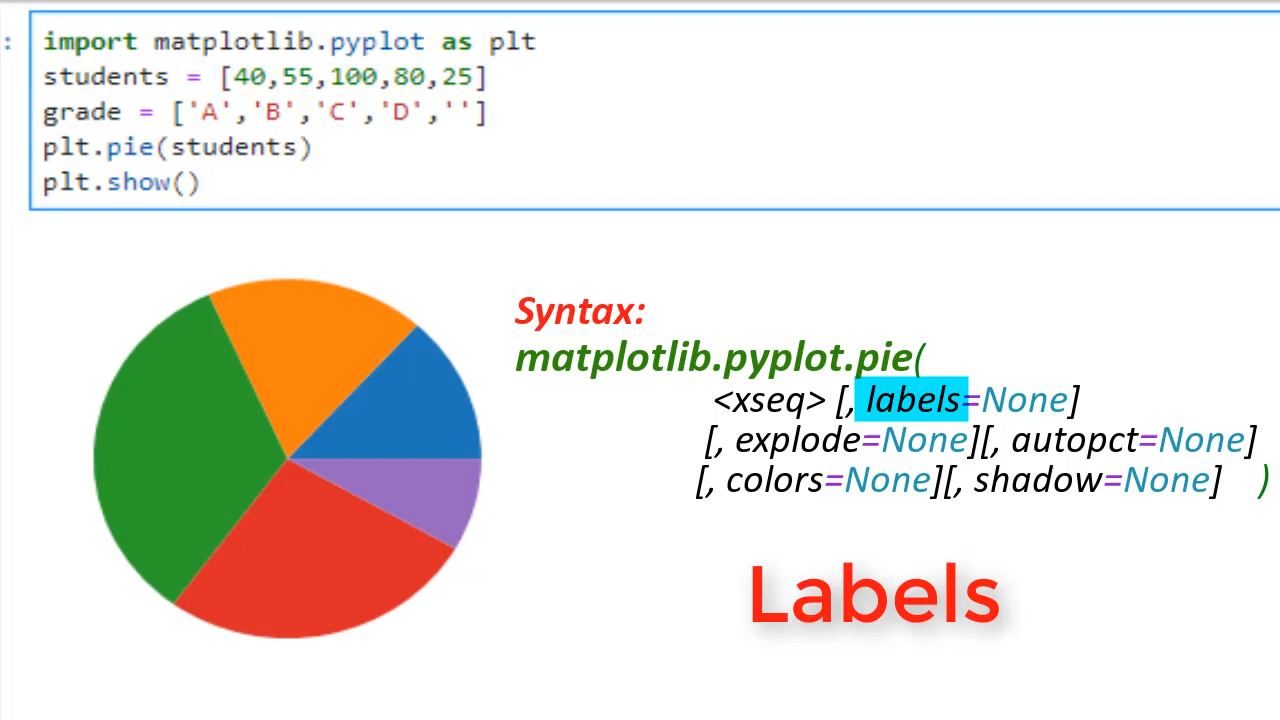 : import matplotlib.pyplot as plt
students = [40,55,100,80,25]
grade = ['A','B','C','D','']
plt.pie(students)
plt.show()
Syntax:
matplotlib.pyplot.pie(
<xseq> [, labels=None]
[, explode=None][, autopct=None]
[, colors=None][, shadow=None] )
Labels